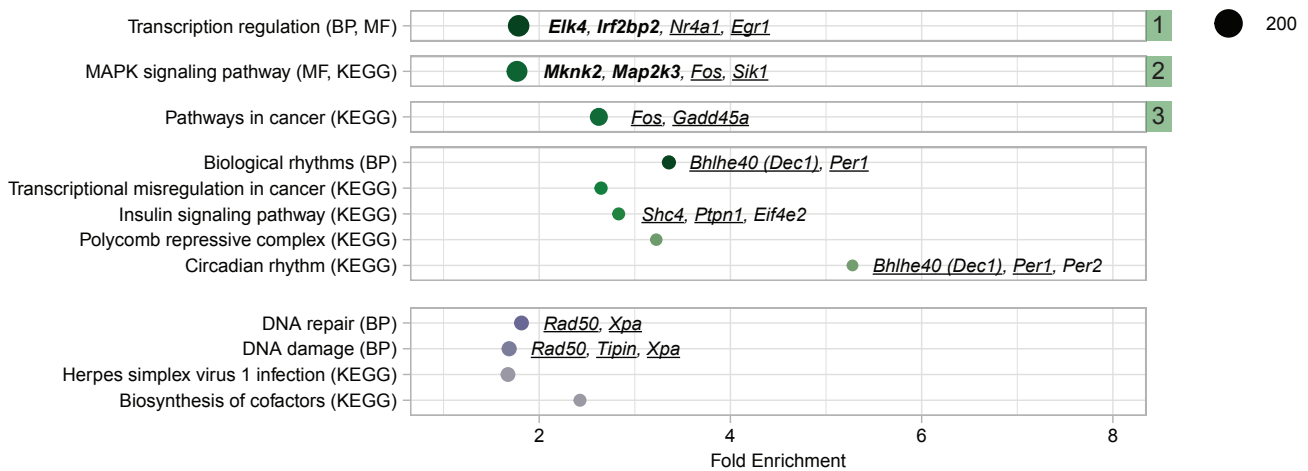 Transcription regulation (BP, MF) Elk4, Irf2bp2, Nr4a1, Egr1 1 200
MAPK signaling pathway (MF, KEGG) Mknk2, Map2k3, Fos, Sik1 2
Pathways in cancer (KEGG) Fos, Gadd45a 3
Biological rhythms (BP) Bhlhe40 (Dec1), Per1
Transcriptional misregulation in cancer (KEGG)
Insulin signaling pathway (KEGG) Shc4, Ptpn1, Eif4e2
Polycomb repressive complex (KEGG)
Circadian rhythm (KEGG) Bhlhe40 (Dec1), Per1, Per2
DNA repair (BP) Rad50, Xpa
DNA damage (BP) Rad50, Tipin, Xpa
Herpes simplex virus 1 infection (KEGG)
Biosynthesis of cofactors (KEGG)
2 4 6 8
Fold Enrichment